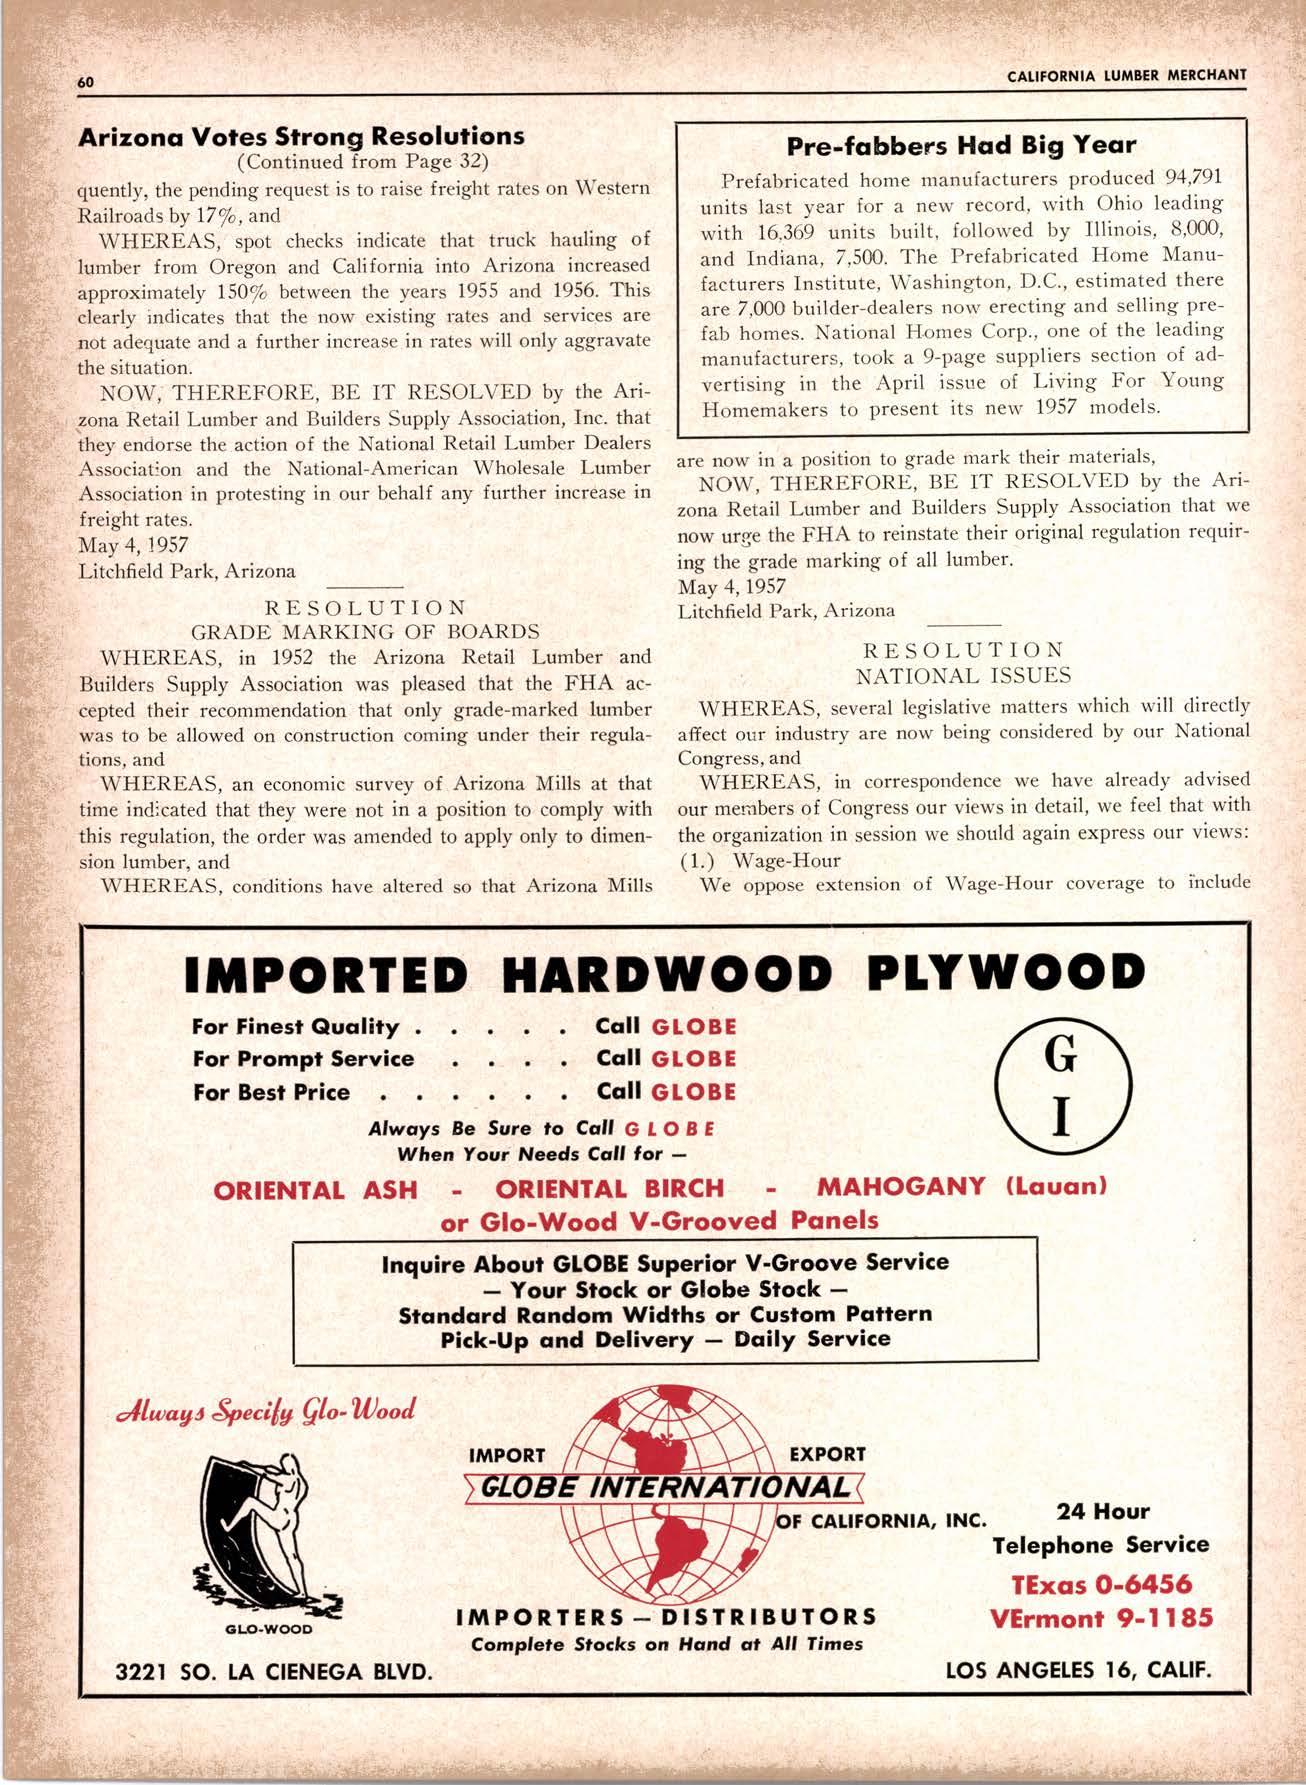 60
CALIFORNIA LUMBER MERCHANT
Arizona Votes Strong Resolutions
(Continued from Page 32)
quently, the pending request is to raise freight rates on Western
Railroads by 17%, and
WHEREAS, spot checks indicate that truck hauling of
lumber from Oregon and California into Arizona increased
approximately 150% between the years 1955 and 1956. This
clearly indicates that the now existing rates and services are
not adequate and a further increase in rates will only aggravate
the situation.
NOW, THEREFORE, BE IT RESOLVED by the Ari-
zona Retail Lumber and Builders Supply Association, Inc. that
they endorse the action of the National Retail Lumber Dealers
Association and the National-American Wholesale Lumber
Association in protesting in our behalf any further increase in
freight rates.
May 4, 1957
Litchfield Park, Arizona
RESOLUTION
GRADE MARKING OF BOARDS
WHEREAS, in 1952 the Arizona Retail Lumber and
Builders Supply Association was pleased that the FHA ac-
cepted their recommendation that only grade-marked lumber
was to be allowed on construction coming under their regula-
tions, and
WHEREAS, an economic survey of Arizona Mills at that
time indicated that they were not in a position to comply with
this regulation, the order was amended to apply only to dimen-
sion lumber, and
WHEREAS, conditions have altered so that Arizona Mills
Pre-fabbers Had Big Year
Prefabricated home manufacturers produced 94,791
units last year for a new record, with Ohio leading
with 16,369 units built, followed by Illinois, 8,000,
and Indiana, 7,500. The Prefabricated Home Manu-
facturers Institute, Washington, D.C., estimated there
are 7,000 builder-dealers now erecting and selling pre-
fab homes. National Homes Corp., one of the leading
manufacturers, took a 9-page suppliers section of ad-
vertising in the April issue of Living For Young
Homemakers to present its new 1957 models.
are now in a position to grade mark their materials,
NOW, THEREFORE, BE IT RESOLVED by the Ari-
zona Retail Lumber and Builders Supply Association that we
now urge the FHA to reinstate their original regulation requir-
ing the grade marking of all lumber.
May 4, 1957
Litchfield Park, Arizona
RESOLUTION
NATIONAL ISSUES
WHEREAS, several legislative matters which will directly
affect our industry are now being considered by our National
Congress, and
WHEREAS, in correspondence we have already advised
our members of Congress our views in detail, we feel that with
the organization in session we should again express our views:
(1.) Wage-Hour
We oppose extension of Wage-Hour coverage to include
IMPORTED HARDWOOD PLYWOOD
For Finest Quality . . . . . Call GLOBE
For Prompt Service . . . . Call GLOBE
For Best Price . . . . . . Call GLOBE
G
I
Always Be Sure to Call GLOBE
When Your Needs Call for —
ORIENTAL ASH - ORIENTAL BIRCH - MAHOGANY (Lauan)
or Glo-Wood V-Grooved Panels
Inquire About GLOBE Superior V-Groove Service
— Your Stock or Globe Stock —
Standard Random Widths or Custom Pattern
Pick-Up and Delivery — Daily Service
Always Specify Glo-Wood
GLO-WOOD
IMPORT EXPORT
GLOBE INTERNATIONAL
OF CALIFORNIA, INC.
IMPORTERS — DISTRIBUTORS
Complete Stocks on Hand at All Times
24 Hour
Telephone Service
TExas 0-6456
VErmont 9-1185
3221 SO. LA CIENEGA BLVD.
LOS ANGELES 16, CALIF.